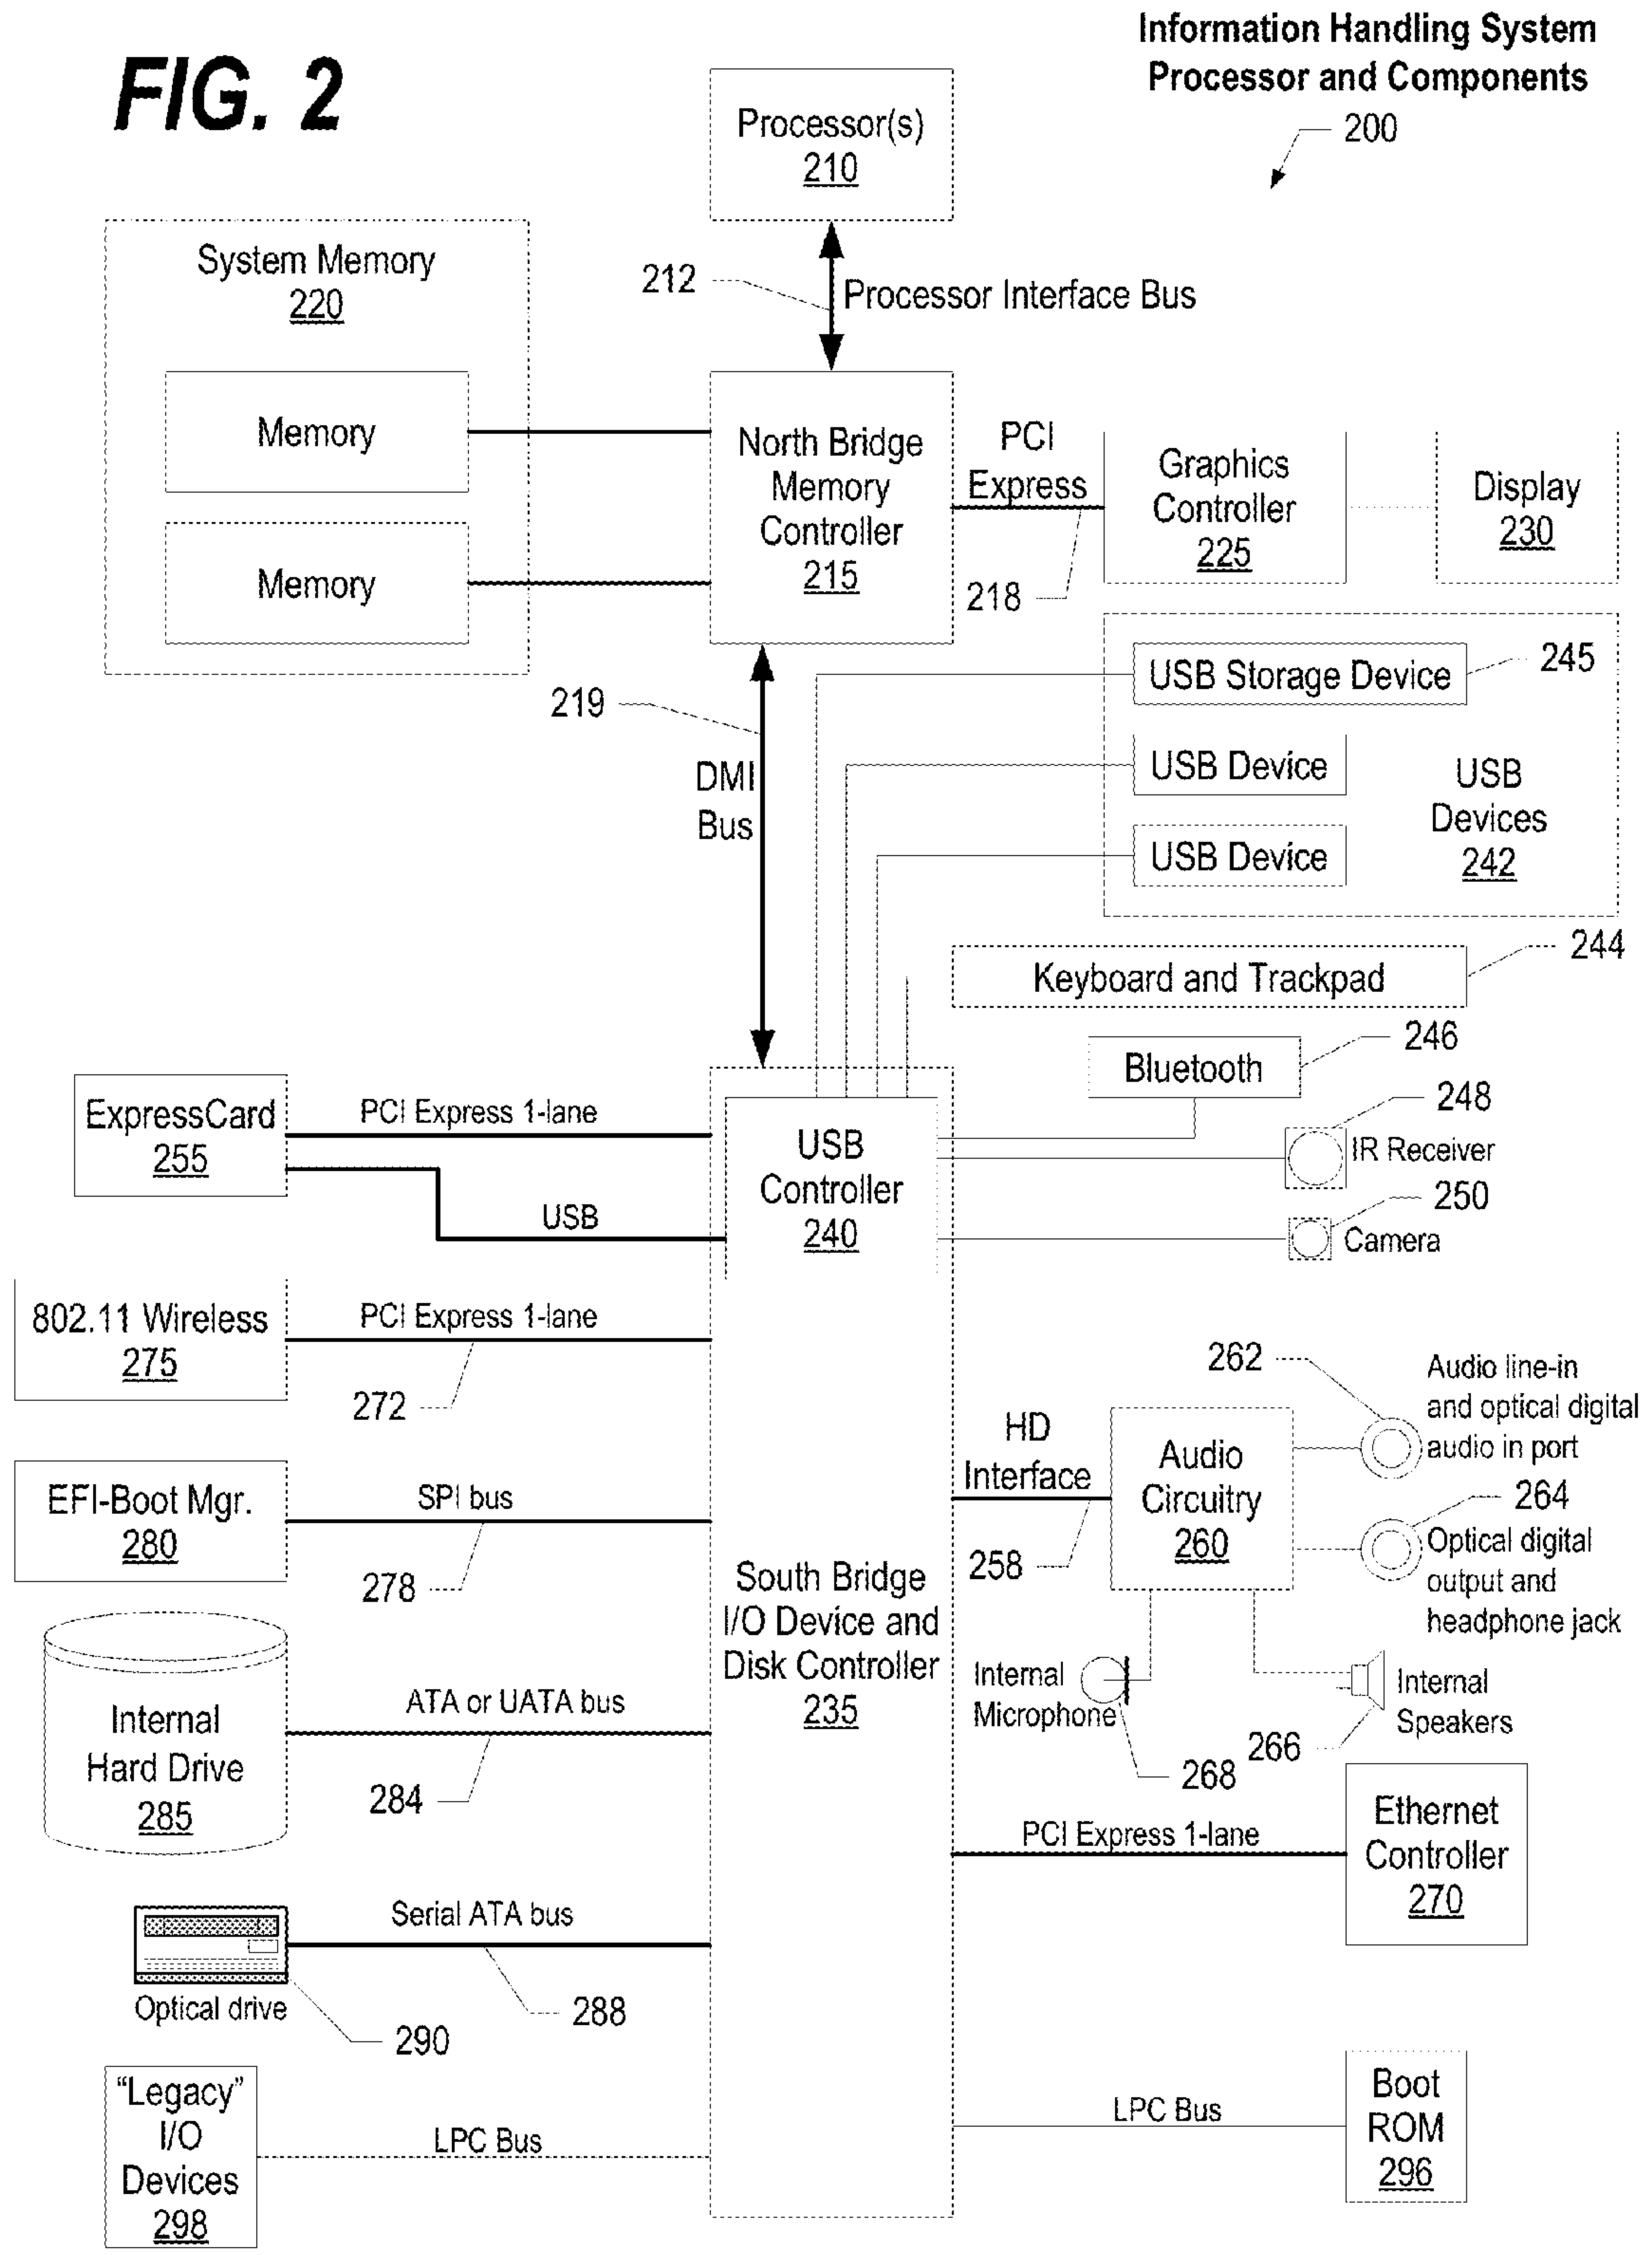 FIG. 2
Information Handling System
Processor and Components
200
Processor(s)
210
212
Processor Interface Bus
System Memory
220
Memory
Memory
North Bridge
Memory
Controller
215
PCI
Express
218
Graphics
Controller
225
Display
230
219
DMI
Bus
USB Storage Device
245
USB Device
USB Device
USB
Devices
242
Keyboard and Trackpad
244
Bluetooth
246
248
IR Receiver
250
Camera
ExpressCard
255
PCI Express 1-lane
USB
USB
Controller
240
802.11 Wireless
275
PCI Express 1-lane
272
EFI-Boot Mgr.
280
SPI bus
278
HD
Interface
258
Audio
Circuitry
260
262
Audio line-in
and optical digital
audio in port
264
Optical digital
output and
headphone jack
Internal
Microphone
268
Internal
Speakers
266
South Bridge
I/O Device and
Disk Controller
235
Internal
Hard Drive
285
ATA or UATA bus
284
PCI Express 1-lane
Ethernet
Controller
270
Serial ATA bus
288
Optical drive
290
"Legacy"
I/O
Devices
298
LPC Bus
LPC Bus
Boot
ROM
296